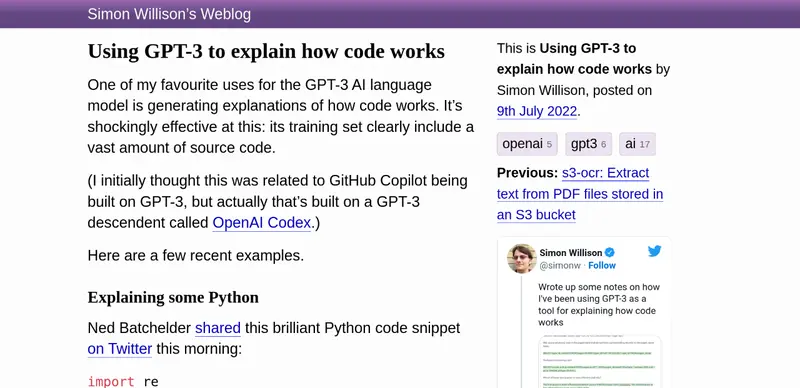 Simon Willison's Weblog
Using GPT-3 to explain how code works
One of my favourite uses for the GPT-3 AI language
model is generating explanations of how code works. It's
shockingly effective at this: its training set clearly include a
vast amount of source code.
(I initially thought this was related to GitHub Copilot being
built on GPT-3, but actually that's built on a GPT-3
descendent called OpenAI Codex.)
Here are a few recent examples.
Explaining some Python
Ned Batchelder shared this brilliant Python code snippet
on Twitter this morning:
import re
This is Using GPT-3 to
explain how code works by
Simon Willison, posted on
9th July 2022.
openai 5 gpt3 6 ai 17
Previous: s3-ocr: Extract
text from PDF files stored in
an S3 bucket
Simon Willison
@simonw · Follow
Wrote up some notes on how
I've been using GPT-3 as a
tool for explaining how code
works